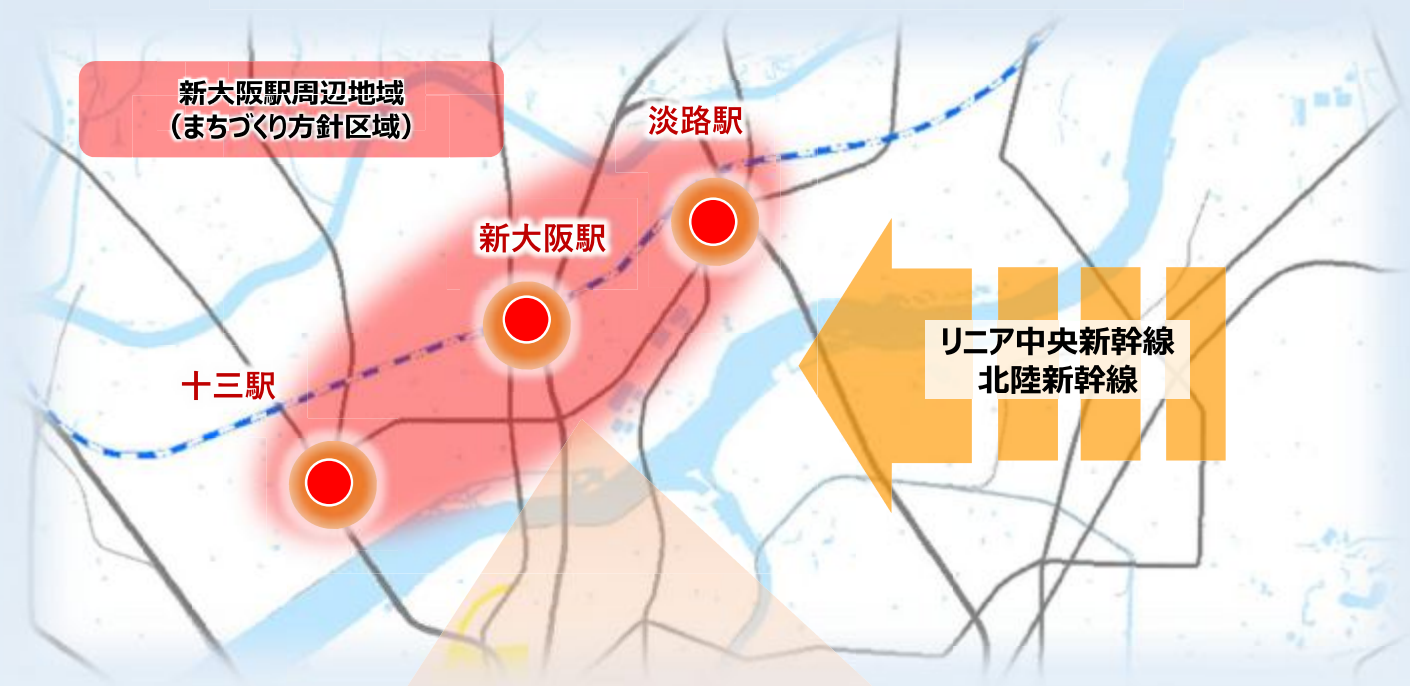 新大阪駅周辺地域
（まちづくり方針区域）
淡路駅
新大阪駅
十三駅
リニア中央新幹線
北陸新幹線